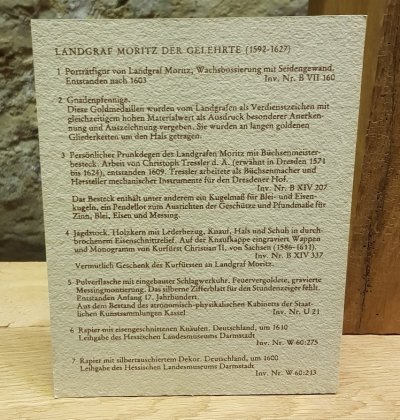 LANDGRAF MORITZ DER GELEHRTE (1592-1627)
1 Porträtfigur von Landgraf Moritz, Wachsbossierung mit Seidengewand.
Entstanden nach 1603. Inv. Nr. B VII 160
2 Gnadenpfennige.
Diese Goldmedaillen wurden vom Landgrafen als Verdienstzeichen mit
gleichzeitigem hohen Materialwert als Ausdruck besonderer Anerken-
nung und Auszeichnung vergeben. Sie wurden an langen goldenen
Gliederketten um den Hals getragen.
3 Persönlicher Prunkdegen des Landgrafen Moritz mit Büchsenmeister-
besteck. Arbeit von Christoph Tressler d. A. (erwähnt in Dresden 1571
bis 1624), entstanden 1609. Tressler arbeitete als Büchsenmacher und
Hersteller mechanischer Instrumente für den Dresdener Hof.
Inv. Nr. B XIV 207
Das Besteck enthält unter anderem ein Kugelmaß für Blei- und Eisen-
kugeln, ein Pendellot zum Ausrichten der Geschütze und Pfundmaße für
Zinn, Blei, Eisen und Messing.
4 Jagdstock. Holzkern mit Lederbezug, Knauf, Hals und Schuh in durch-
brochenem Eisenschnittrelief. Auf der Knaufkappe eingraviert Wappen
und Monogramm von Kurfürst Christian II. von Sachsen (1586-1611).
Inv. Nr. B XIV 337
Vermutlich Geschenk des Kurfürsten an Landgraf Moritz.
5 Pulverflasche mit eingebauter Schlagwerkuhr. Feuervergoldete, gravierte
Messingmontierung. Das silberne Zifferblatt für den Stundenzeiger fehlt.
Entstanden Anfang 17. Jahrhundert.
Aus dem Bestand des astronomisch-physikalischen Kabinetts der Staat-
lichen Kunstsammlungen Kassel Inv. Nr. U 21
6 Rapier mit eisengeschnittenem Knaufen. Deutschland, um 1610
Leihgabe des Hessischen Landesmuseums Darmstadt
Inv. Nr. W 60:275
7 Rapier mit silbertauschiertem Dekor. Deutschland, um 1600
Leihgabe des Hessischen Landesmuseums Darmstadt
Inv. Nr. W 60:213